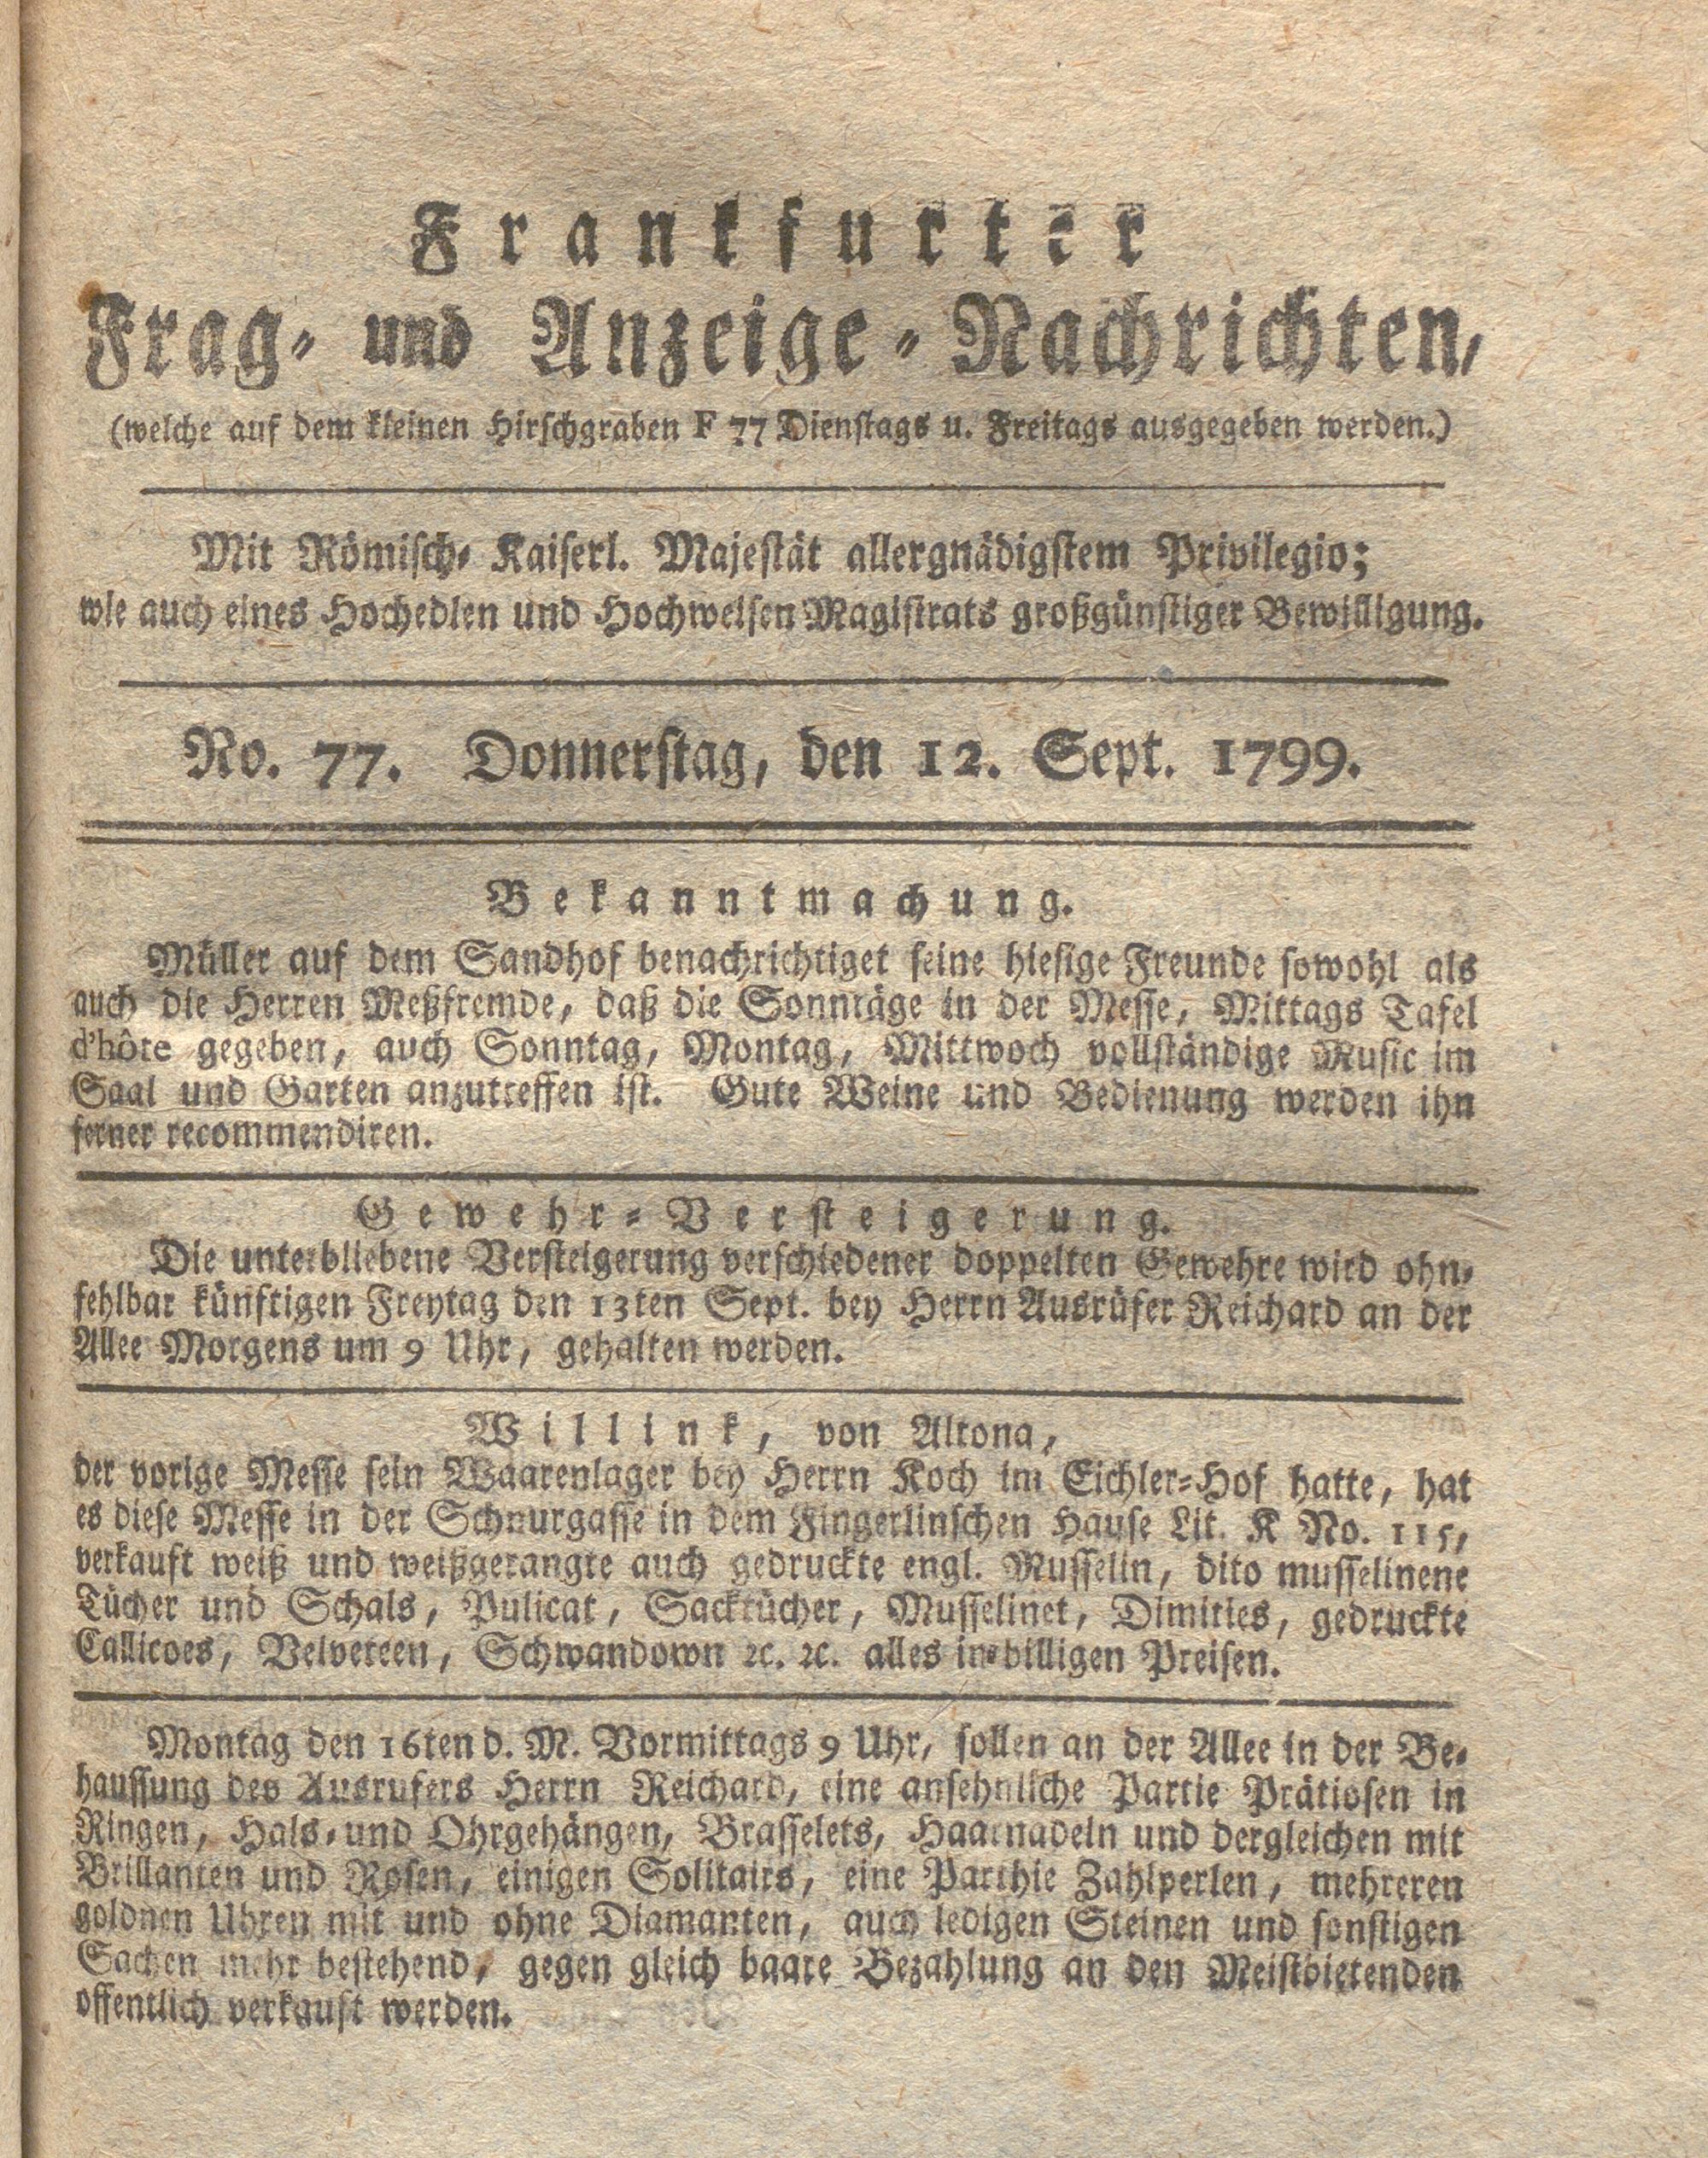 Frankfurter
Frag- und Anzeige-Nachrichten,
(welche auf dem kleinen Hirschgraben F 77 Dienstags u. Freitags ausgegeben werden.)
Mit Römisch-Kaiserl. Majestät allergnädigstem Privilegio;
wie auch eines Hochedlen und Hochweisen Magistrats großgünstiger Bewilligung.
No. 77. Donnerstag, den 12. Sept. 1799.
Bekanntmachung.
Müller auf dem Sandhof benachrichtiget seine hiesige Freunde sowohl als
auch die Herren Meßfremde, daß die Sonntäge in der Messe, Mittags Tafel
d'hôte gegeben, auch Sonntag, Montag, Mittwoch vollständige Music im
Saal und Garten anzutreffen ist. Gute Weine und Bedienung werden ihn
ferner recommendiren.
Gewehr-Versteigerung.
Die unterbliebene Versteigerung verschiedener doppelten Gewehre wird ohn-
fehlbar künftigen Freytag den 13ten Sept. bey Herrn Ausrüfer Reichard an der
Allee Morgens um 9 Uhr, gehalten werden.
Willink, von Altona,
der vorige Messe sein Waarenlager bey Herrn Koch im Eichler-Hof hatte, hat
es diese Messe in der Schnurgasse in dem Fingerlinschen Hause Lit. K No. 115,
verkauft weiß und weißgerangte auch gedruckte engl. Musselin, dito musselinene
Tücher und Schals, Pulicat, Sacktücher, Musselinet, Dimities, gedruckte
Callicoes, Velvereen, Schwandown ꝛc. ꝛc. alles in billigen Preisen.
Montag den 16ten d. M. Vormittags 9 Uhr, sollen an der Allee in der Be-
haussung des Ausrufers Herrn Reichard, eine ansehnliche Partie Prätiosen in
Ringen, Hals- und Ohrgehängen, Brasselets, Haarnadeln und dergleichen mit
Brillanten und Rosen, einigen Solitairs, eine Parthie Zahlperlen, mehreren
goldnen Uhren mit und ohne Diamanten, auch ledigen Steinen und sonstigen
Sachen mehr bestehend, gegen gleich baare Bezahlung an den Meistbietenden
offentlich verkauft werden.